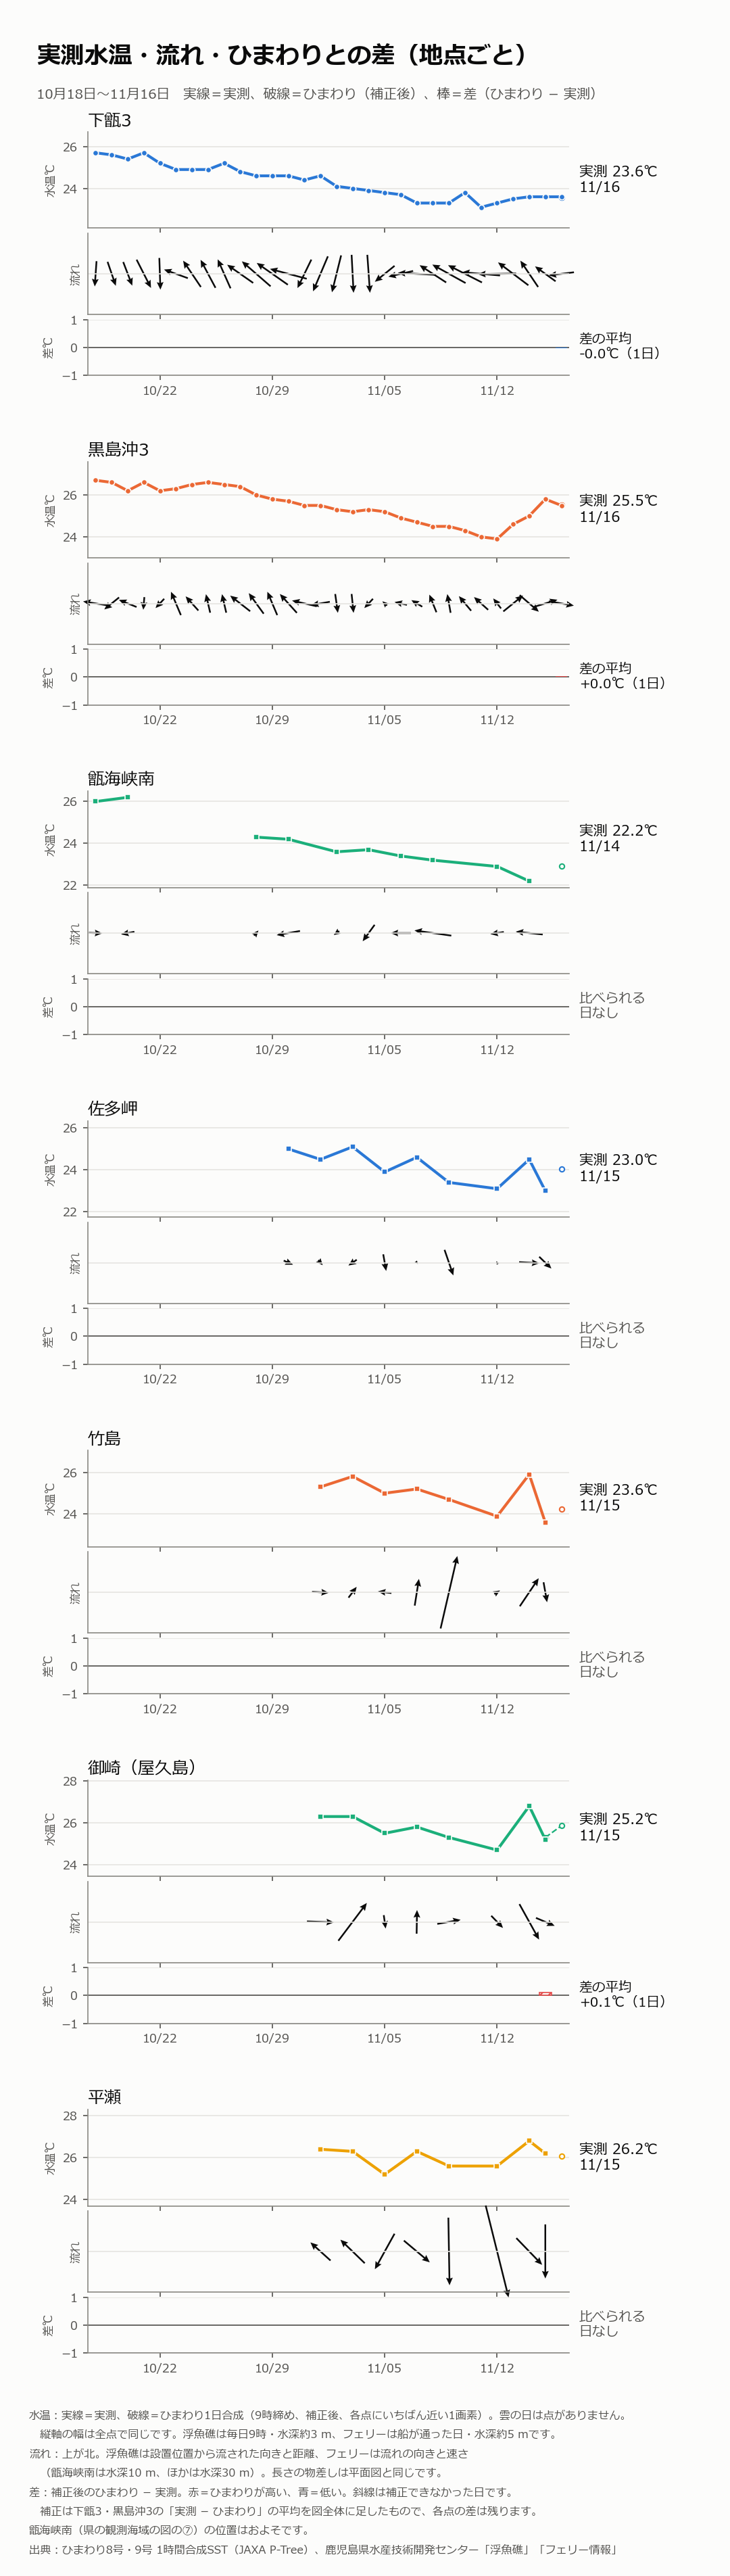 実測水温・流れ・ひまわりとの差（地点ごと）
10月18日〜11月16日　実線＝実測、破線＝ひまわり（補正後）、棒＝差（ひまわり − 実測）
下甑3
26
24
水温℃
実測 23.6℃
11/16
流れ
1
0
−1
差℃
差の平均
-0.0℃（1日）
10/22 10/29 11/05 11/12
黒島沖3
26
24
水温℃
実測 25.5℃
11/16
流れ
1
0
−1
差℃
差の平均
+0.0℃（1日）
10/22 10/29 11/05 11/12
甑海峡南
26
24
22
水温℃
実測 22.2℃
11/14
流れ
1
0
−1
差℃
比べられる
日なし
10/22 10/29 11/05 11/12
佐多岬
26
24
22
水温℃
実測 23.0℃
11/15
流れ
1
0
−1
差℃
比べられる
日なし
10/22 10/29 11/05 11/12
竹島
26
24
水温℃
実測 23.6℃
11/15
流れ
1
0
−1
差℃
比べられる
日なし
10/22 10/29 11/05 11/12
御崎（屋久島）
28
26
24
水温℃
実測 25.2℃
11/15
流れ
1
0
−1
差℃
差の平均
+0.1℃（1日）
10/22 10/29 11/05 11/12
平瀬
28
26
24
水温℃
実測 26.2℃
11/15
流れ
1
0
−1
差℃
比べられる
日なし
10/22 10/29 11/05 11/12
水温：実線＝実測、破線＝ひまわり1日合成（9時締め、補正後、各点にいちばん近い1画素）。雲の日は点がありません。
縦軸の幅は全点で同じです。浮魚礁は毎日9時・水深約3 m、フェリーは船が通った日・水深約5 mです。
流れ：上が北。浮魚礁は設置位置から流された向きと距離、フェリーは流れの向きと速さ
（甑海峡南は水深10 m、ほかは水深30 m）。長さの物差しは平面図と同じです。
差：補正後のひまわり − 実測。赤＝ひまわりが高い、青＝低い。斜線は補正できなかった日です。
補正は下甑3・黒島沖3の「実測 − ひまわり」の平均を図全体に足したもので、各点の差は残ります。
甑海峡南（県の観測海域の図の⑦）の位置はおよそです。
出典：ひまわり8号・9号 1時間合成SST（JAXA P-Tree）、鹿児島県水産技術開発センター「浮魚礁」「フェリー情報」